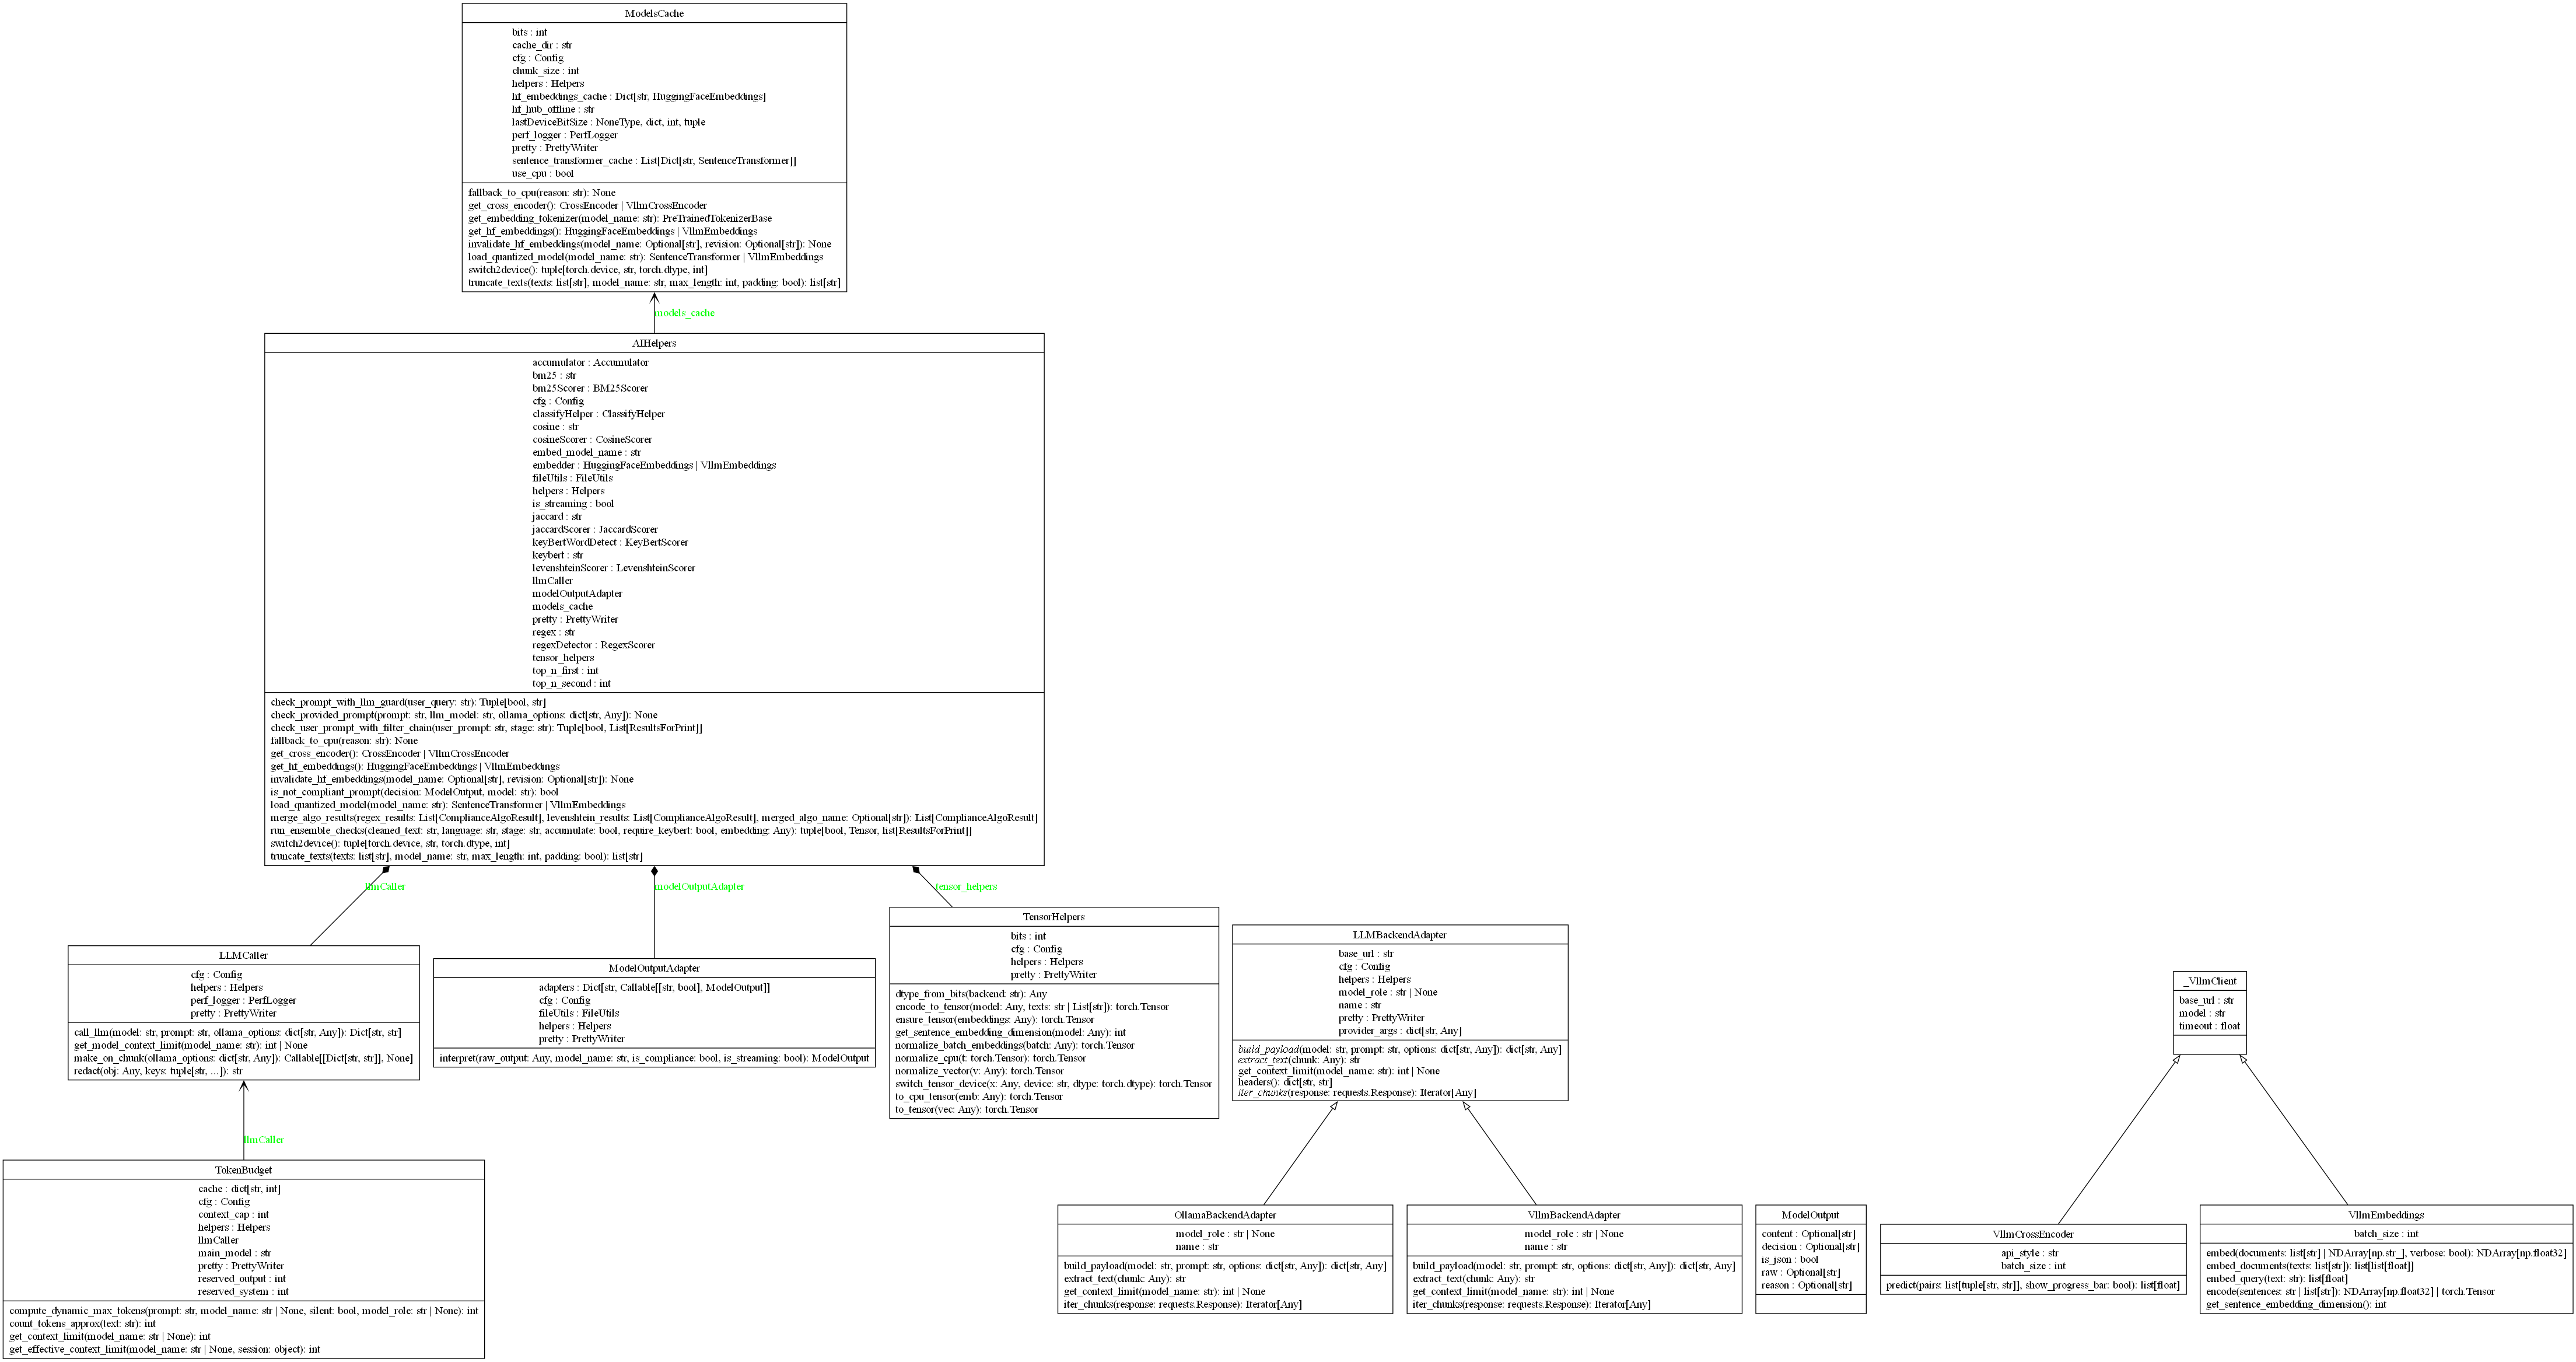 ModelsCache
bits : int
cache_dir : str
cfg : Config
chunk_size : int
helpers : Helpers
hf_embeddings_cache : Dict[str, HuggingFaceEmbeddings]
hf_hub_offline : str
lastDeviceBitSize : NoneType, dict, int, tuple
perf_logger : PerfLogger
pretty : PrettyWriter
sentence_transformer_cache : List[Dict[str, SentenceTransformer]]
use_cpu : bool
fallback_to_cpu(reason: str): None
get_cross_encoder(): CrossEncoder | VllmCrossEncoder
get_embedding_tokenizer(model_name: str): PreTrainedTokenizerBase
get_hf_embeddings(): HuggingFaceEmbeddings | VllmEmbeddings
invalidate_hf_embeddings(model_name: Optional[str], revision: Optional[str]): None
load_quantized_model(model_name: str): SentenceTransformer | VllmEmbeddings
switch2device(): tuple[torch.device, str, torch.dtype, int]
truncate_texts(texts: list[str], model_name: str, max_length: int, padding: bool): list[str]
models_cache
AIHelpers
accumulator : Accumulator
bm25 : str
bm25Scorer : BM25Scorer
cfg : Config
classifyHelper : ClassifyHelper
cosine : str
cosineScorer : CosineScorer
embed_model_name : str
embedder : HuggingFaceEmbeddings | VllmEmbeddings
fileUtils : FileUtils
helpers : Helpers
is_streaming : bool
jaccard : str
jaccardScorer : JaccardScorer
keyBertWordDetect : KeyBertScorer
keybert : str
levenshteinScorer : LevenshteinScorer
llmCaller
modelOutputAdapter
models_cache
pretty : PrettyWriter
regex : str
regexDetector : RegexScorer
tensor_helpers
top_n_first : int
top_n_second : int
check_prompt_with_llm_guard(user_query: str): Tuple[bool, str]
check_provided_prompt(prompt: str, llm_model: str, ollama_options: dict[str, Any]): None
check_user_prompt_with_filter_chain(user_prompt: str, stage: str): Tuple[bool, List[ResultsForPrint]]
fallback_to_cpu(reason: str): None
get_cross_encoder(): CrossEncoder | VllmCrossEncoder
get_hf_embeddings(): HuggingFaceEmbeddings | VllmEmbeddings
invalidate_hf_embeddings(model_name: Optional[str], revision: Optional[str]): None
is_not_compliant_prompt(decision: ModelOutput, model: str): bool
load_quantized_model(model_name: str): SentenceTransformer | VllmEmbeddings
merge_algo_results(regex_results: List[ComplianceAlgoResult], levenshtein_results: List[ComplianceAlgoResult], merged_algo_name: Optional[str]): List[ComplianceAlgoResult]
run_ensemble_checks(cleaned_text: str, language: str, stage: str, accumulate: bool, require_keybert: bool, embedding: Any): tuple[bool, Tensor, list[ResultsForPrint]]
switch2device(): tuple[torch.device, str, torch.dtype, int]
truncate_texts(texts: list[str], model_name: str, max_length: int, padding: bool): list[str]
llmCaller
modelOutputAdapter
tensor_helpers
LLMCaller
cfg : Config
helpers : Helpers
perf_logger : PerfLogger
pretty : PrettyWriter
call_llm(model: str, prompt: str, ollama_options: dict[str, Any]): Dict[str, str]
get_model_context_limit(model_name: str): int | None
make_on_chunk(ollama_options: dict[str, Any]): Callable[[Dict[str, str]], None]
redact(obj: Any, keys: tuple[str, ...]): str
ModelOutputAdapter
adapters : Dict[str, Callable[[str, bool], ModelOutput]]
cfg : Config
fileUtils : FileUtils
helpers : Helpers
pretty : PrettyWriter
interpret(raw_output: Any, model_name: str, is_compliance: bool, is_streaming: bool): ModelOutput
TensorHelpers
bits : int
cfg : Config
helpers : Helpers
pretty : PrettyWriter
dtype_from_bits(backend: str): Any
encode_to_tensor(model: Any, texts: str | List[str]): torch.Tensor
ensure_tensor(embeddings: Any): torch.Tensor
get_sentence_embedding_dimension(model: Any): int
normalize_batch_embeddings(batch: Any): torch.Tensor
normalize_cpu(t: torch.Tensor): torch.Tensor
normalize_vector(v: Any): torch.Tensor
switch_tensor_device(x: Any, device: str, dtype: torch.dtype): torch.Tensor
to_cpu_tensor(emb: Any): torch.Tensor
to_tensor(vec: Any): torch.Tensor
LLMBackendAdapter
base_url : str
cfg : Config
helpers : Helpers
model_role : str | None
name : str
pretty : PrettyWriter
provider_args : dict[str, Any]
build_payload(model: str, prompt: str, options: dict[str, Any]): dict[str, Any]
extract_text(chunk: Any): str
get_context_limit(model_name: str): int | None
headers(): dict[str, str]
iter_chunks(response: requests.Response): Iterator[Any]
_VllmClient
base_url : str
model : str
timeout : float
llmCaller
TokenBudget
cache : dict[str, int]
cfg : Config
context_cap : int
helpers : Helpers
llmCaller
main_model : str
pretty : PrettyWriter
reserved_output : int
reserved_system : int
compute_dynamic_max_tokens(prompt: str, model_name: str | None, silent: bool, model_role: str | None): int
count_tokens_approx(text: str): int
get_context_limit(model_name: str | None): int
get_effective_context_limit(model_name: str | None, session: object): int
OllamaBackendAdapter
model_role : str | None
name : str
build_payload(model: str, prompt: str, options: dict[str, Any]): dict[str, Any]
extract_text(chunk: Any): str
get_context_limit(model_name: str): int | None
iter_chunks(response: requests.Response): Iterator[Any]
VllmBackendAdapter
model_role : str | None
name : str
build_payload(model: str, prompt: str, options: dict[str, Any]): dict[str, Any]
extract_text(chunk: Any): str
get_context_limit(model_name: str): int | None
iter_chunks(response: requests.Response): Iterator[Any]
ModelOutput
content : Optional[str]
decision : Optional[str]
is_json : bool
raw : Optional[str]
reason : Optional[str]
VllmCrossEncoder
api_style : str
batch_size : int
predict(pairs: list[tuple[str, str]], show_progress_bar: bool): list[float]
VllmEmbeddings
batch_size : int
embed(documents: list[str] | NDArray[np.str_], verbose: bool): NDArray[np.float32]
embed_documents(texts: list[str]): list[list[float]]
embed_query(text: str): list[float]
encode(sentences: str | list[str]): NDArray[np.float32] | torch.Tensor
get_sentence_embedding_dimension(): int